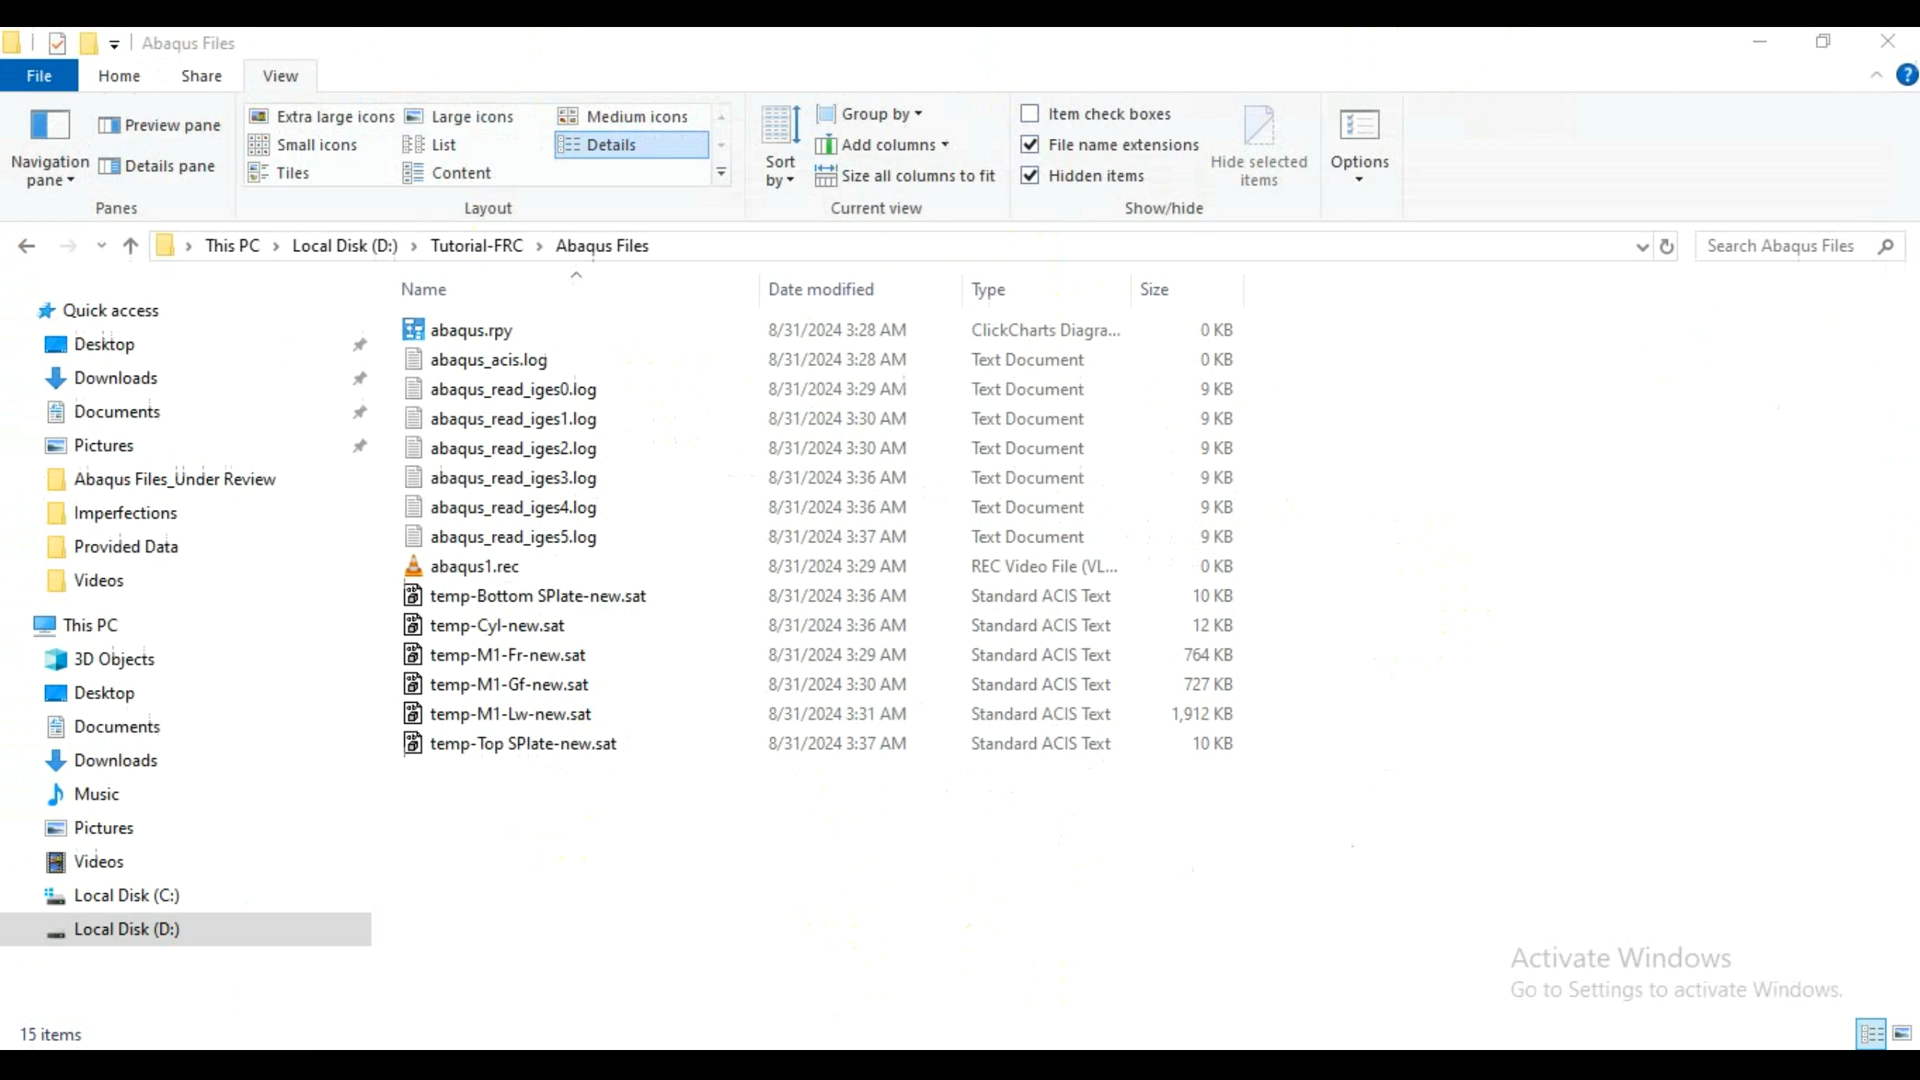 Abaqus Files
File Home Share View
Navigation pane
Preview pane
Details pane
Panes
Extra large icons Large icons Medium icons
Small icons List Details
Tiles Content
Layout
Sort by
Group by
Add columns
Size all columns to fit
Current view
Item check boxes
File name extensions
Hidden items
Hide selected items
Show/hide
Options
This PC › Local Disk (D:) › Tutorial-FRC › Abaqus Files
Search Abaqus Files
Quick access
Desktop
Downloads
Documents
Pictures
Abaqus Files_Under Review
Imperfections
Provided Data
Videos
This PC
3D Objects
Desktop
Documents
Downloads
Music
Pictures
Videos
Local Disk (C:)
Local Disk (D:)
Name Date modified Type Size
abaqus.rpy 8/31/2024 3:28 AM ClickCharts Diagra... 0 KB
abaqus_acis.log 8/31/2024 3:28 AM Text Document 0 KB
abaqus_read_iges0.log 8/31/2024 3:29 AM Text Document 9 KB
abaqus_read_iges1.log 8/31/2024 3:30 AM Text Document 9 KB
abaqus_read_iges2.log 8/31/2024 3:30 AM Text Document 9 KB
abaqus_read_iges3.log 8/31/2024 3:36 AM Text Document 9 KB
abaqus_read_iges4.log 8/31/2024 3:36 AM Text Document 9 KB
abaqus_read_iges5.log 8/31/2024 3:37 AM Text Document 9 KB
abaqus1.rec 8/31/2024 3:29 AM REC Video File (VL... 0 KB
temp-Bottom SPlate-new.sat 8/31/2024 3:36 AM Standard ACIS Text 10 KB
temp-Cyl-new.sat 8/31/2024 3:36 AM Standard ACIS Text 12 KB
temp-M1-Fr-new.sat 8/31/2024 3:29 AM Standard ACIS Text 764 KB
temp-M1-Gf-new.sat 8/31/2024 3:30 AM Standard ACIS Text 727 KB
temp-M1-Lw-new.sat 8/31/2024 3:31 AM Standard ACIS Text 1,912 KB
temp-Top SPlate-new.sat 8/31/2024 3:37 AM Standard ACIS Text 10 KB
Activate Windows
Go to Settings to activate Windows.
15 items